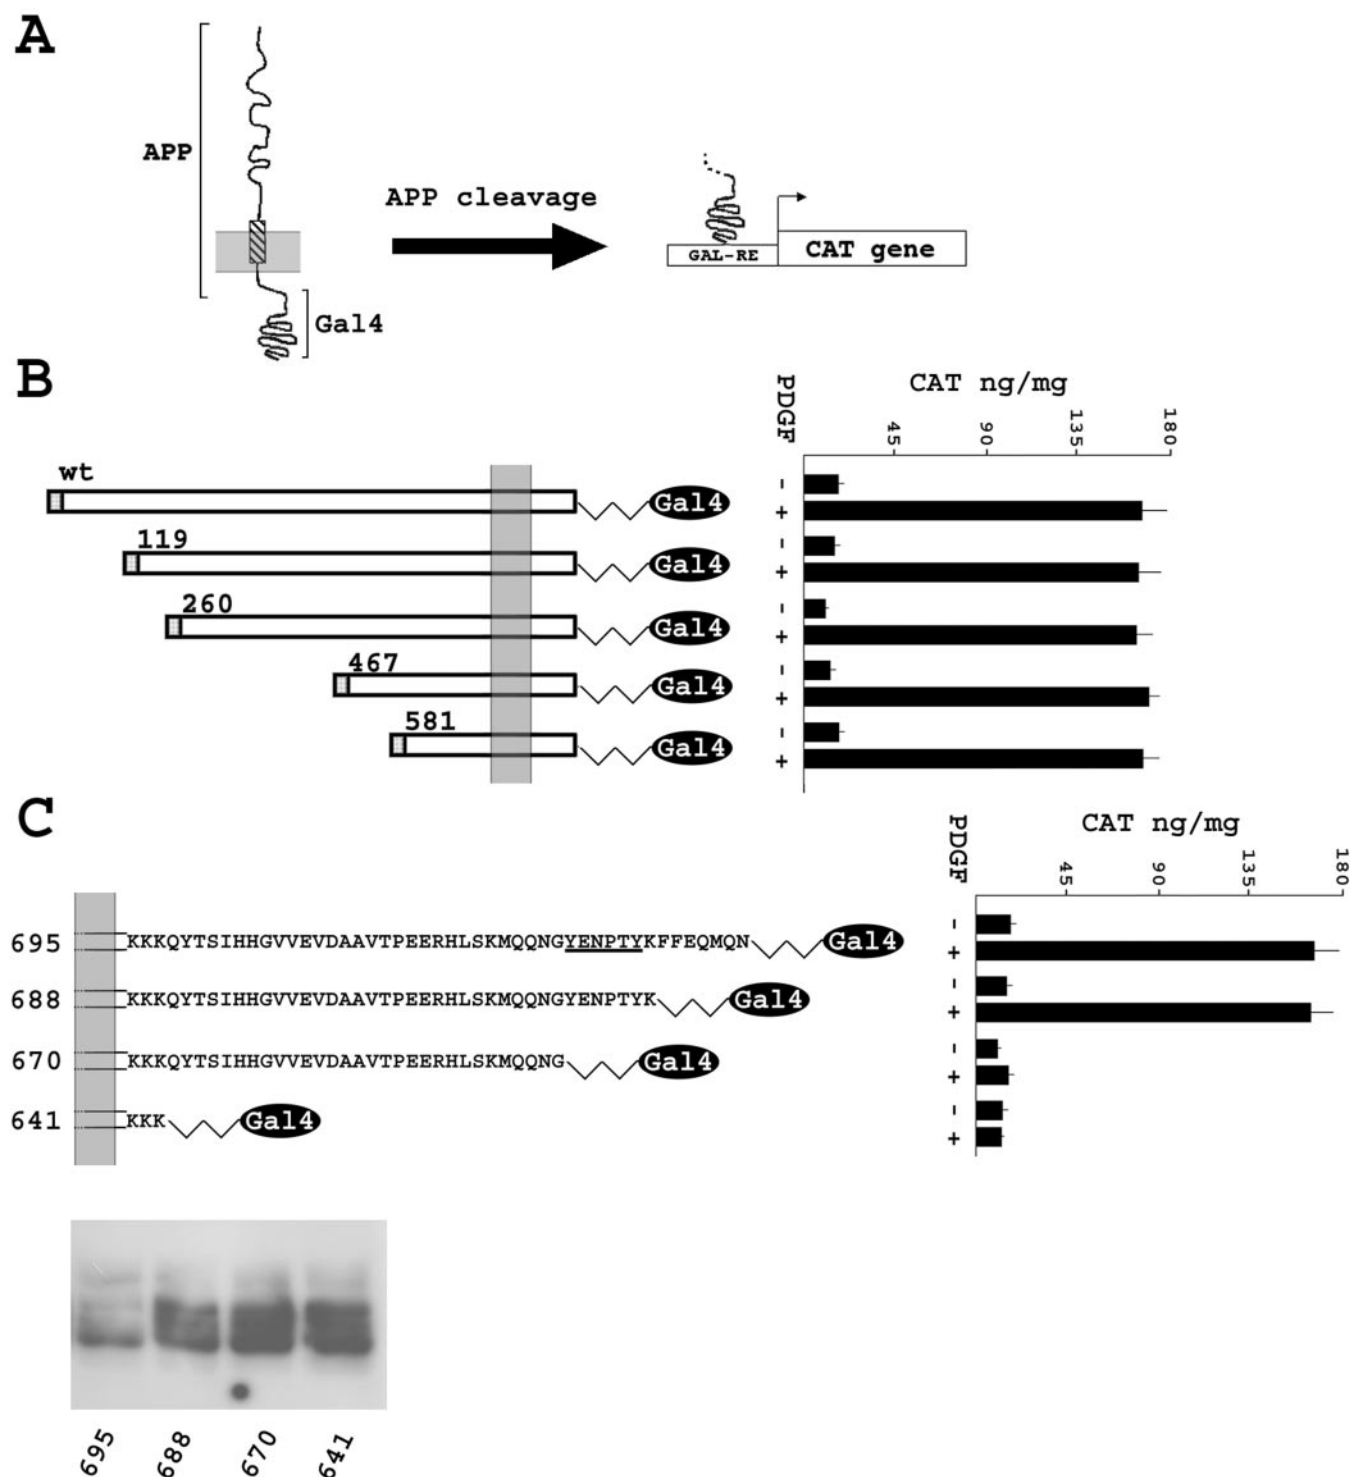 A
APP
APP cleavage
GAL-RE
CAT gene
Gal4
B
PDGF
CAT ng/mg
45
90
135
180
wt
Gal4
-
+
119
Gal4
-
+
260
Gal4
-
+
467
Gal4
-
+
581
Gal4
-
+
C
PDGF
CAT ng/mg
45
90
135
180
695 KKKQYTSIHHGVVEVDAAVTPEERHLSKMQQNGYENPTYKFFEQMQN Gal4
-
+
688 KKKQYTSIHHGVVEVDAAVTPEERHLSKMQQNGYENPTYK Gal4
-
+
670 KKKQYTSIHHGVVEVDAAVTPEERHLSKMQQNG Gal4
-
+
641 KKK Gal4
-
+
695
688
670
641